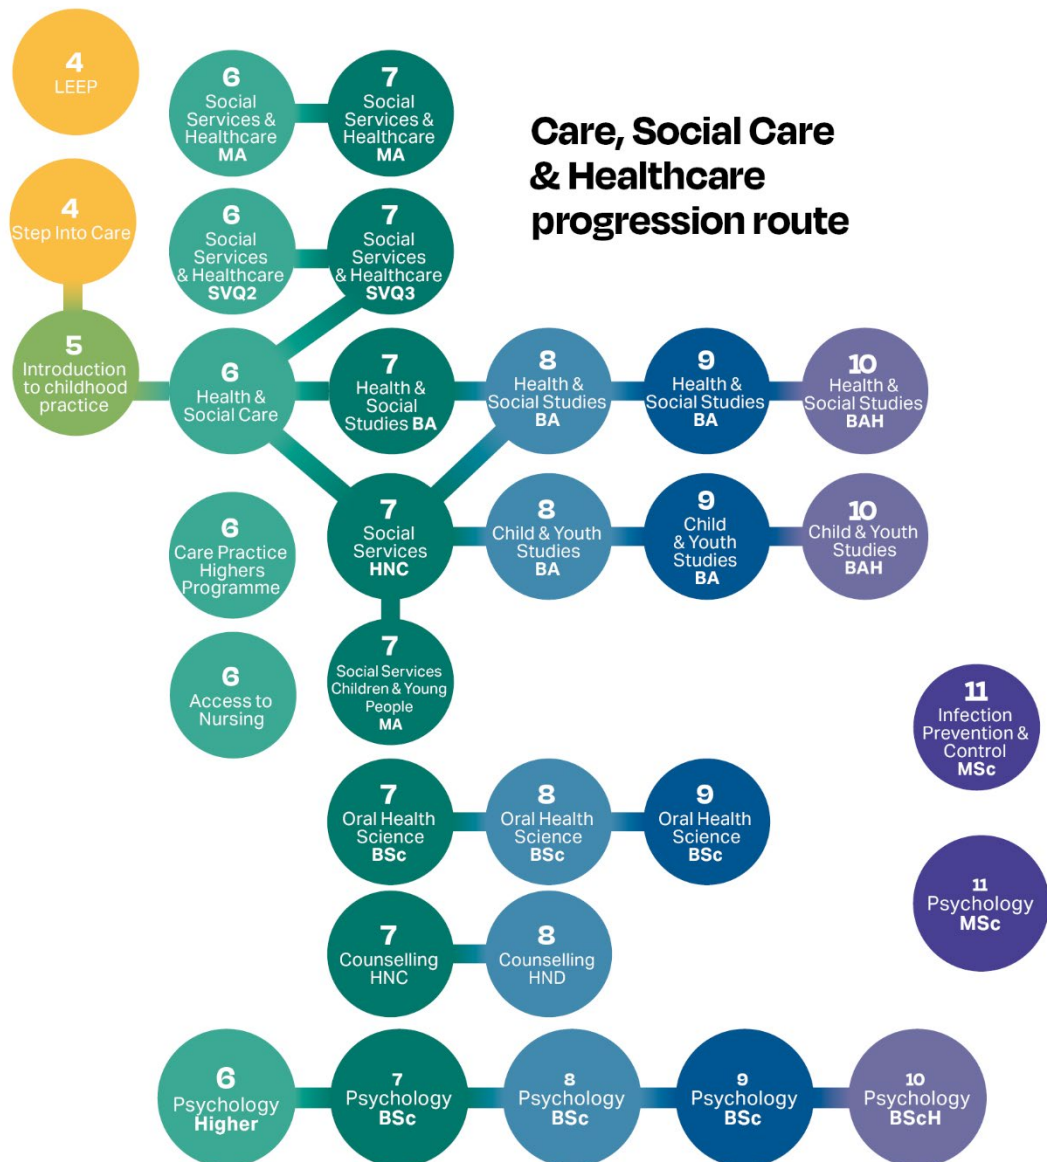 4
LEEP
6
Social
Services &
Healthcare
MA
7
Social
Services &
Healthcare
MA
Care, Social Care
& Healthcare
progression route
4
Step Into Care
6
Social
Services
& Healthcare
SVQ2
7
Social
Services
& Healthcare
SVQ3
5
Introduction
to childhood
practice
6
Health &
Social Care
7
Health &
Social
Studies BA
8
Health &
Social Studies
BA
9
Health &
Social Studies
BA
10
Health &
Social Studies
BAH
6
Care Practice
Highers
Programme
7
Social
Services
HNC
8
Child & Youth
Studies
BA
9
Child
& Youth
Studies
BA
10
Child & Youth
Studies
BAH
6
Access to
Nursing
7
Social Services
Children & Young
People
MA
11
Infection
Prevention &
Control
MSc
7
Oral Health
Science
BSc
8
Oral Health
Science
BSc
9
Oral Health
Science
BSc
11
Psychology
MSc
7
Counselling
HNC
8
Counselling
HND
6
Psychology
Higher
7
Psychology
BSc
8
Psychology
BSc
9
Psychology
BSc
10
Psychology
BScH